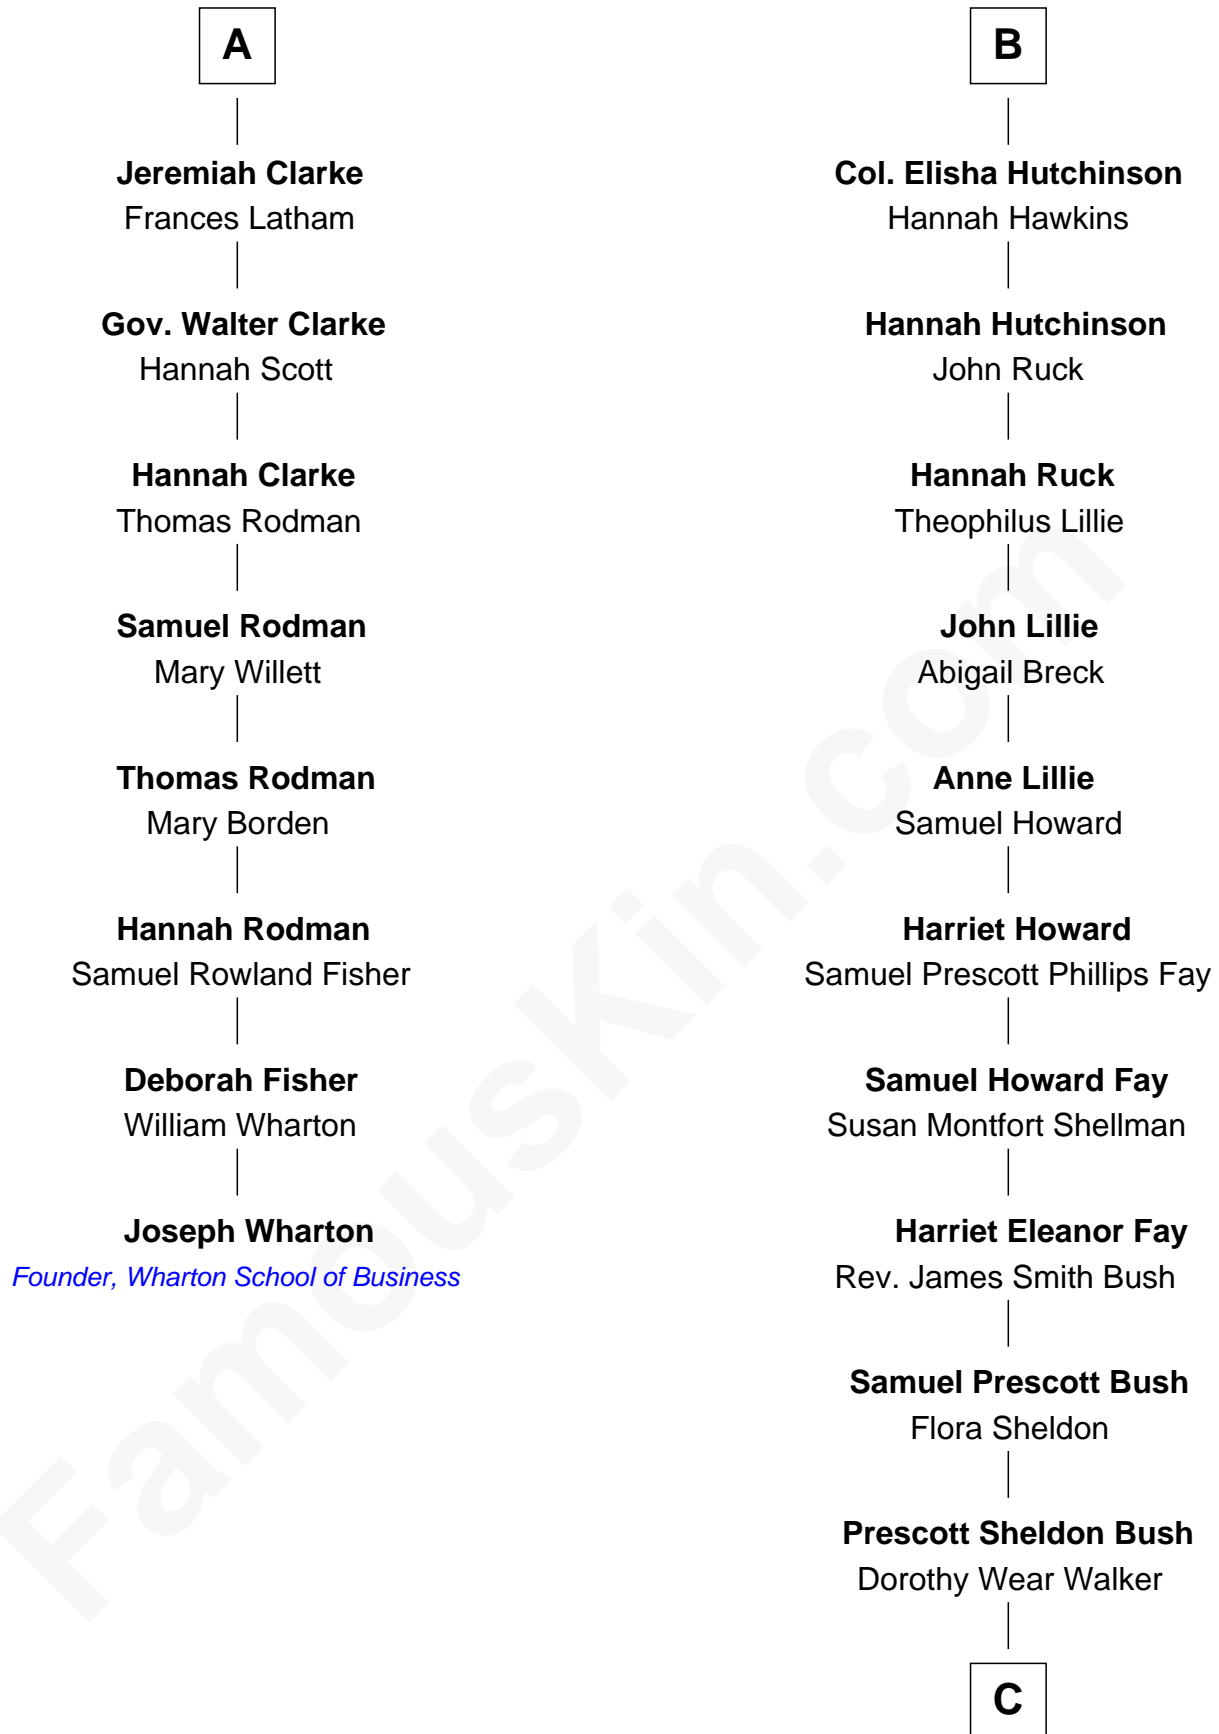 A
Jeremiah Clarke
Frances Latham
Gov. Walter Clarke
Hannah Scott
Hannah Clarke
Thomas Rodman
Samuel Rodman
Mary Willett
Thomas Rodman
Mary Borden
Hannah Rodman
Samuel Rowland Fisher
Deborah Fisher
William Wharton
Joseph Wharton
Founder, Wharton School of Business
B
Col. Elisha Hutchinson
Hannah Hawkins
Hannah Hutchinson
John Ruck
Hannah Ruck
Theophilus Lillie
John Lillie
Abigail Breck
Anne Lillie
Samuel Howard
Harriet Howard
Samuel Prescott Phillips Fay
Samuel Howard Fay
Susan Montfort Shellman
Harriet Eleanor Fay
Rev. James Smith Bush
Samuel Prescott Bush
Flora Sheldon
Prescott Sheldon Bush
Dorothy Wear Walker
C
FamousKin.com